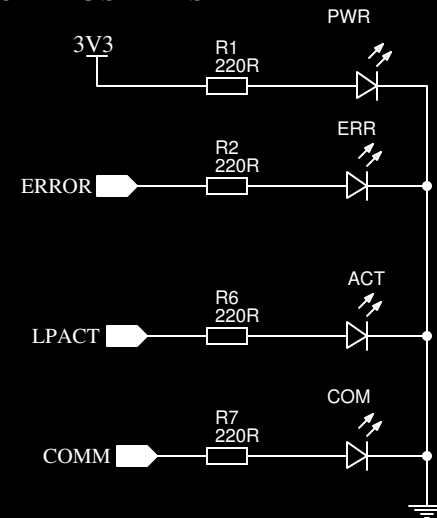 PWR
3V3
R1
220R
ERR
R2
220R
ERROR
ACT
R6
220R
LPACT
COM
R7
220R
COMM